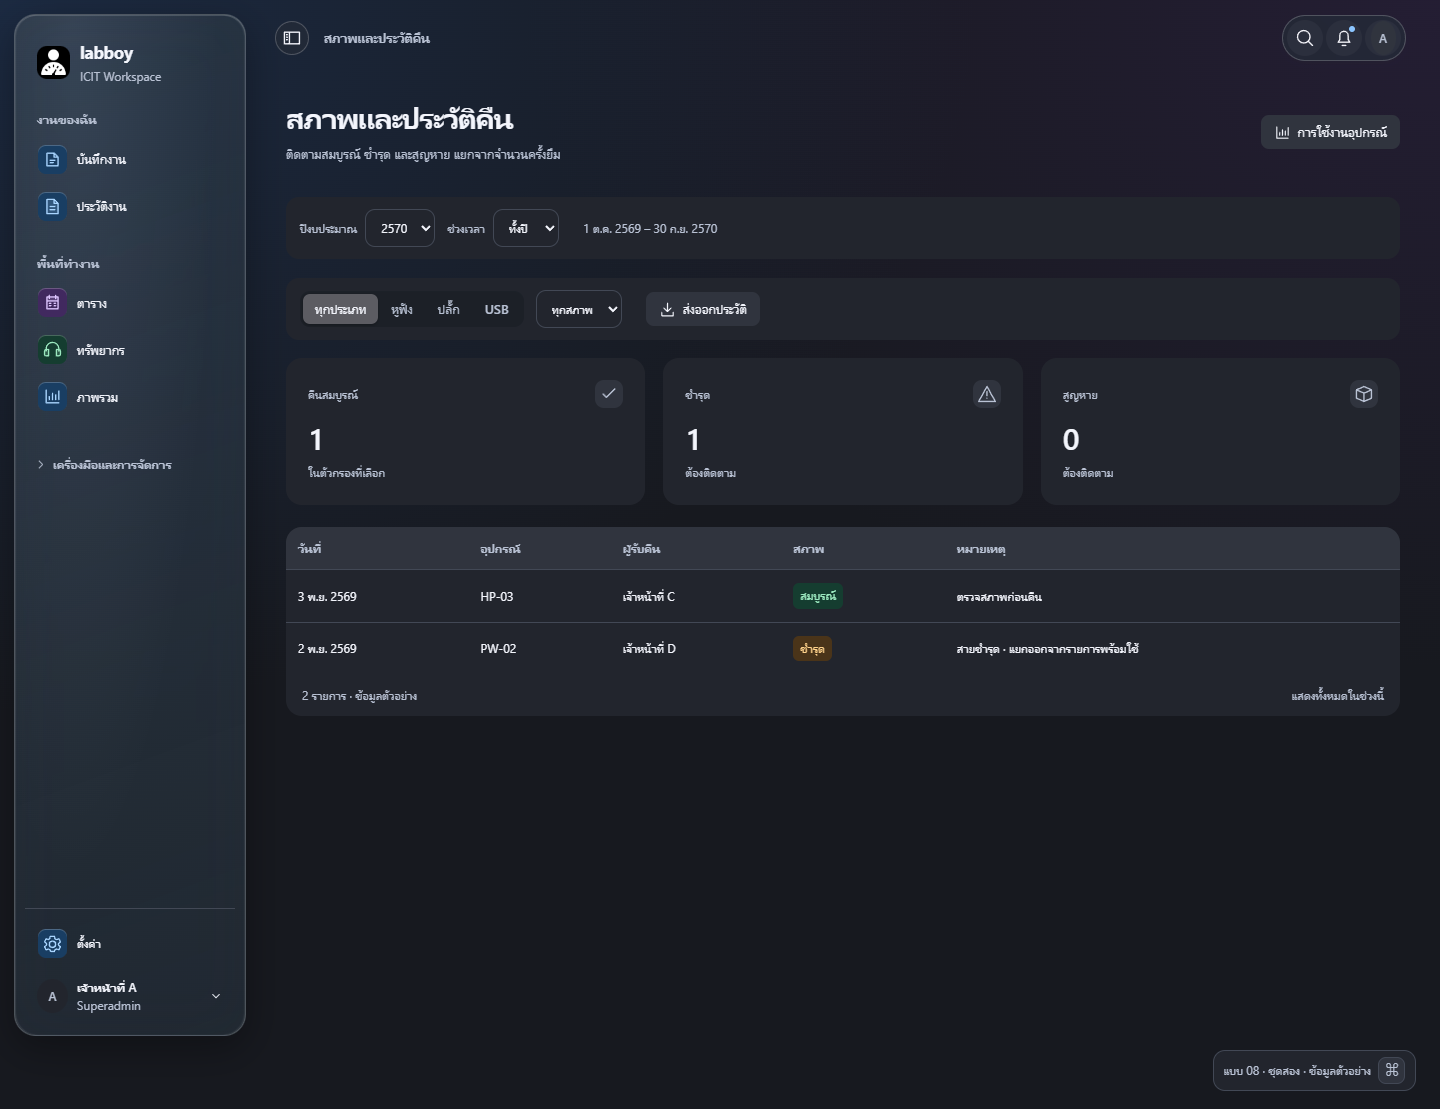 labboy
ICIT Workspace
งานของฉัน
บันทึกงาน
ประวัติงาน
พื้นที่ทำงาน
ตาราง
ทรัพยากร
ภาพรวม
เครื่องมือและการจัดการ
ตั้งค่า
A
เจ้าหน้าที่ A
Superadmin
สภาพและประวัติคืน
A
สภาพและประวัติคืน
ติดตามสมบูรณ์ ชำรุด และสูญหาย แยกจากจำนวนครั้งยืม
การใช้งานอุปกรณ์
ปีงบประมาณ 2570 ช่วงเวลา ทั้งปี 1 ต.ค. 2569 – 30 ก.ย. 2570
ทุกประเภท หูฟัง ปลั๊ก USB ทุกสภาพ ส่งออกประวัติ
คืนสมบูรณ์
1
ในตัวกรองที่เลือก
ชำรุด
1
ต้องติดตาม
สูญหาย
0
ต้องติดตาม
วันที่ อุปกรณ์ ผู้รับคืน สภาพ หมายเหตุ
3 พ.ย. 2569 HP-03 เจ้าหน้าที่ C สมบูรณ์ ตรวจสภาพก่อนคืน
2 พ.ย. 2569 PW-02 เจ้าหน้าที่ D ชำรุด สายชำรุด · แยกออกจากรายการพร้อมใช้
2 รายการ · ข้อมูลตัวอย่าง แสดงทั้งหมดในช่วงนี้
แบบ 08 · ชุดสอง · ข้อมูลตัวอย่าง ⌘